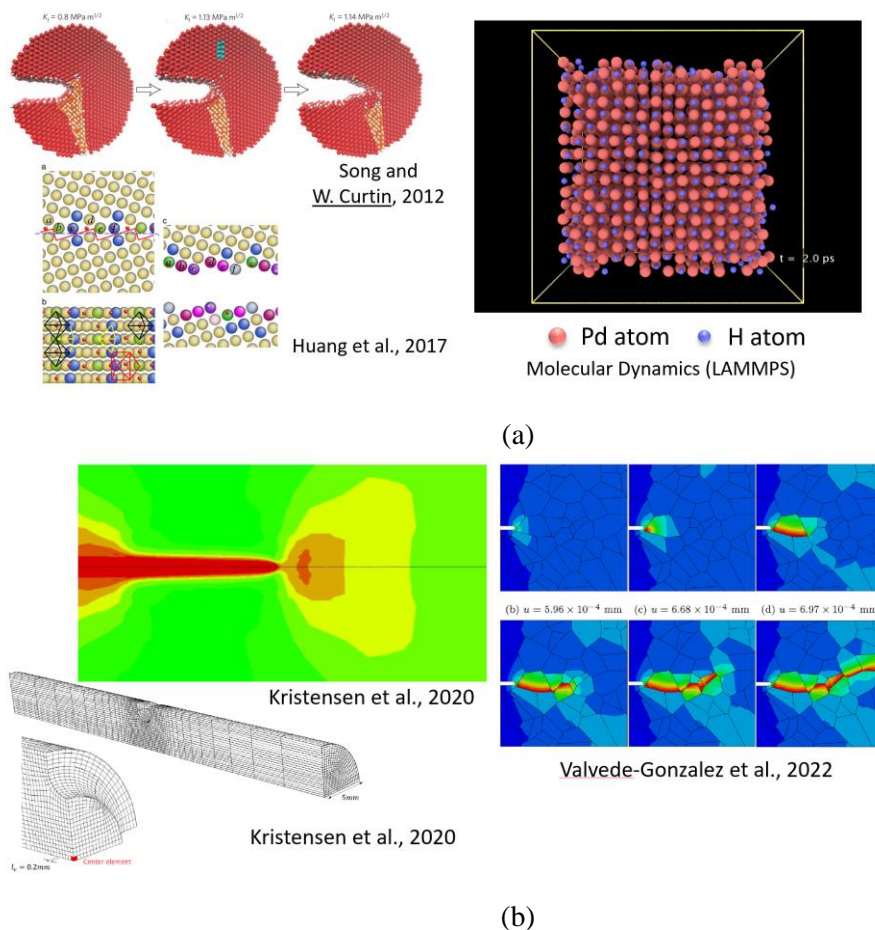 K_I = 0.8 MPa m^1/2
K_I = 1.13 MPa m^1/2
K_I = 1.14 MPa m^1/2
Song and
W. Curtin, 2012
a
c
b
Huang et al., 2017
t = 2.0 ps
Pd atom
H atom
Molecular Dynamics (LAMMPS)
(a)
Kristensen et al., 2020
(b) u = 5.96 × 10^−4 mm
(c) u = 6.68 × 10^−4 mm
(d) u = 6.97 × 10^−4 mm
Valvede-Gonzalez et al., 2022
5mm
Kristensen et al., 2020
Center element
(b)